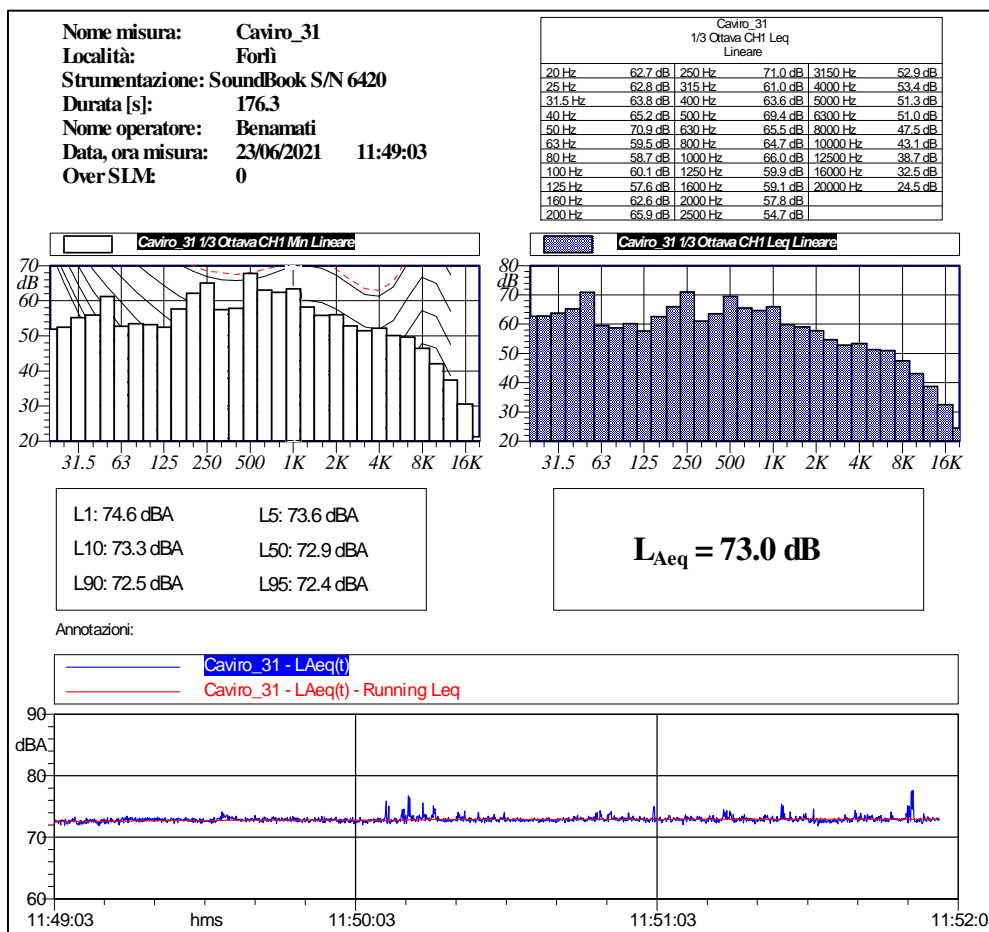 Nome misura: Caviro_31
Località: Forlì
Strumentazione: SoundBook S/N 6420
Durata [s]: 176.3
Nome operatore: Benamati
Data, ora misura: 23/06/2021 11:49:03
Over SLM: 0
Caviro_31
1/3 Ottava CH1 Leq
Lineare
20 Hz 62.7 dB 250 Hz 71.0 dB 3150 Hz 52.9 dB
25 Hz 62.8 dB 315 Hz 61.0 dB 4000 Hz 53.4 dB
31.5 Hz 63.8 dB 400 Hz 63.6 dB 5000 Hz 51.3 dB
40 Hz 65.2 dB 500 Hz 69.4 dB 6300 Hz 51.0 dB
50 Hz 70.9 dB 630 Hz 65.5 dB 8000 Hz 47.5 dB
63 Hz 59.5 dB 800 Hz 64.7 dB 10000 Hz 43.1 dB
80 Hz 58.7 dB 1000 Hz 66.0 dB 12500 Hz 38.7 dB
100 Hz 60.1 dB 1250 Hz 59.9 dB 16000 Hz 32.5 dB
125 Hz 57.6 dB 1600 Hz 59.1 dB 20000 Hz 24.5 dB
160 Hz 62.6 dB 2000 Hz 57.8 dB
200 Hz 65.9 dB 2500 Hz 54.7 dB
Caviro_31 1/3 Ottava CH1 Min Lineare
70
dB
60
50
40
30
20
31.5 63 125 250 500 1K 2K 4K 8K 16K
Caviro_31 1/3 Ottava CH1 Leq Lineare
80
dB
70
60
50
40
30
20
31.5 63 125 250 500 1K 2K 4K 8K 16K
L1: 74.6 dBA L5: 73.6 dBA
L10: 73.3 dBA L50: 72.9 dBA
L90: 72.5 dBA L95: 72.4 dBA
LAeq = 73.0 dB
Annotazioni:
Caviro_31 - LAeq(t)
Caviro_31 - LAeq(t) - Running Leq
90
dBA
80
70
60
11:49:03 hms 11:50:03 11:51:03 11:52:03